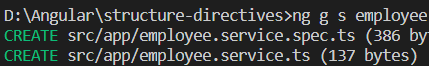 D:\Angular\structure-directives>ng g s employee
CREATE src/app/employee.service.spec.ts (386 by
CREATE src/app/employee.service.ts (137 bytes)